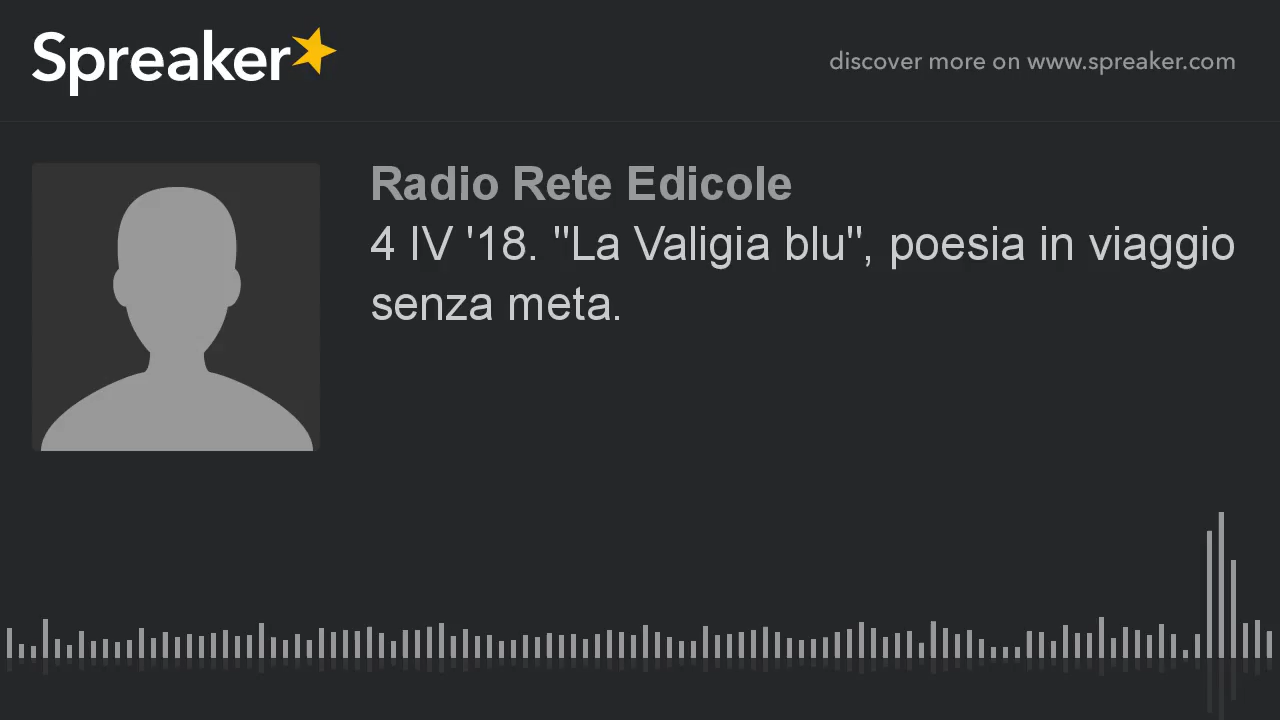 Spreaker
discover more on www.spreaker.com
Radio Rete Edicole
4 IV '18. "La Valigia blu", poesia in viaggio
senza meta.